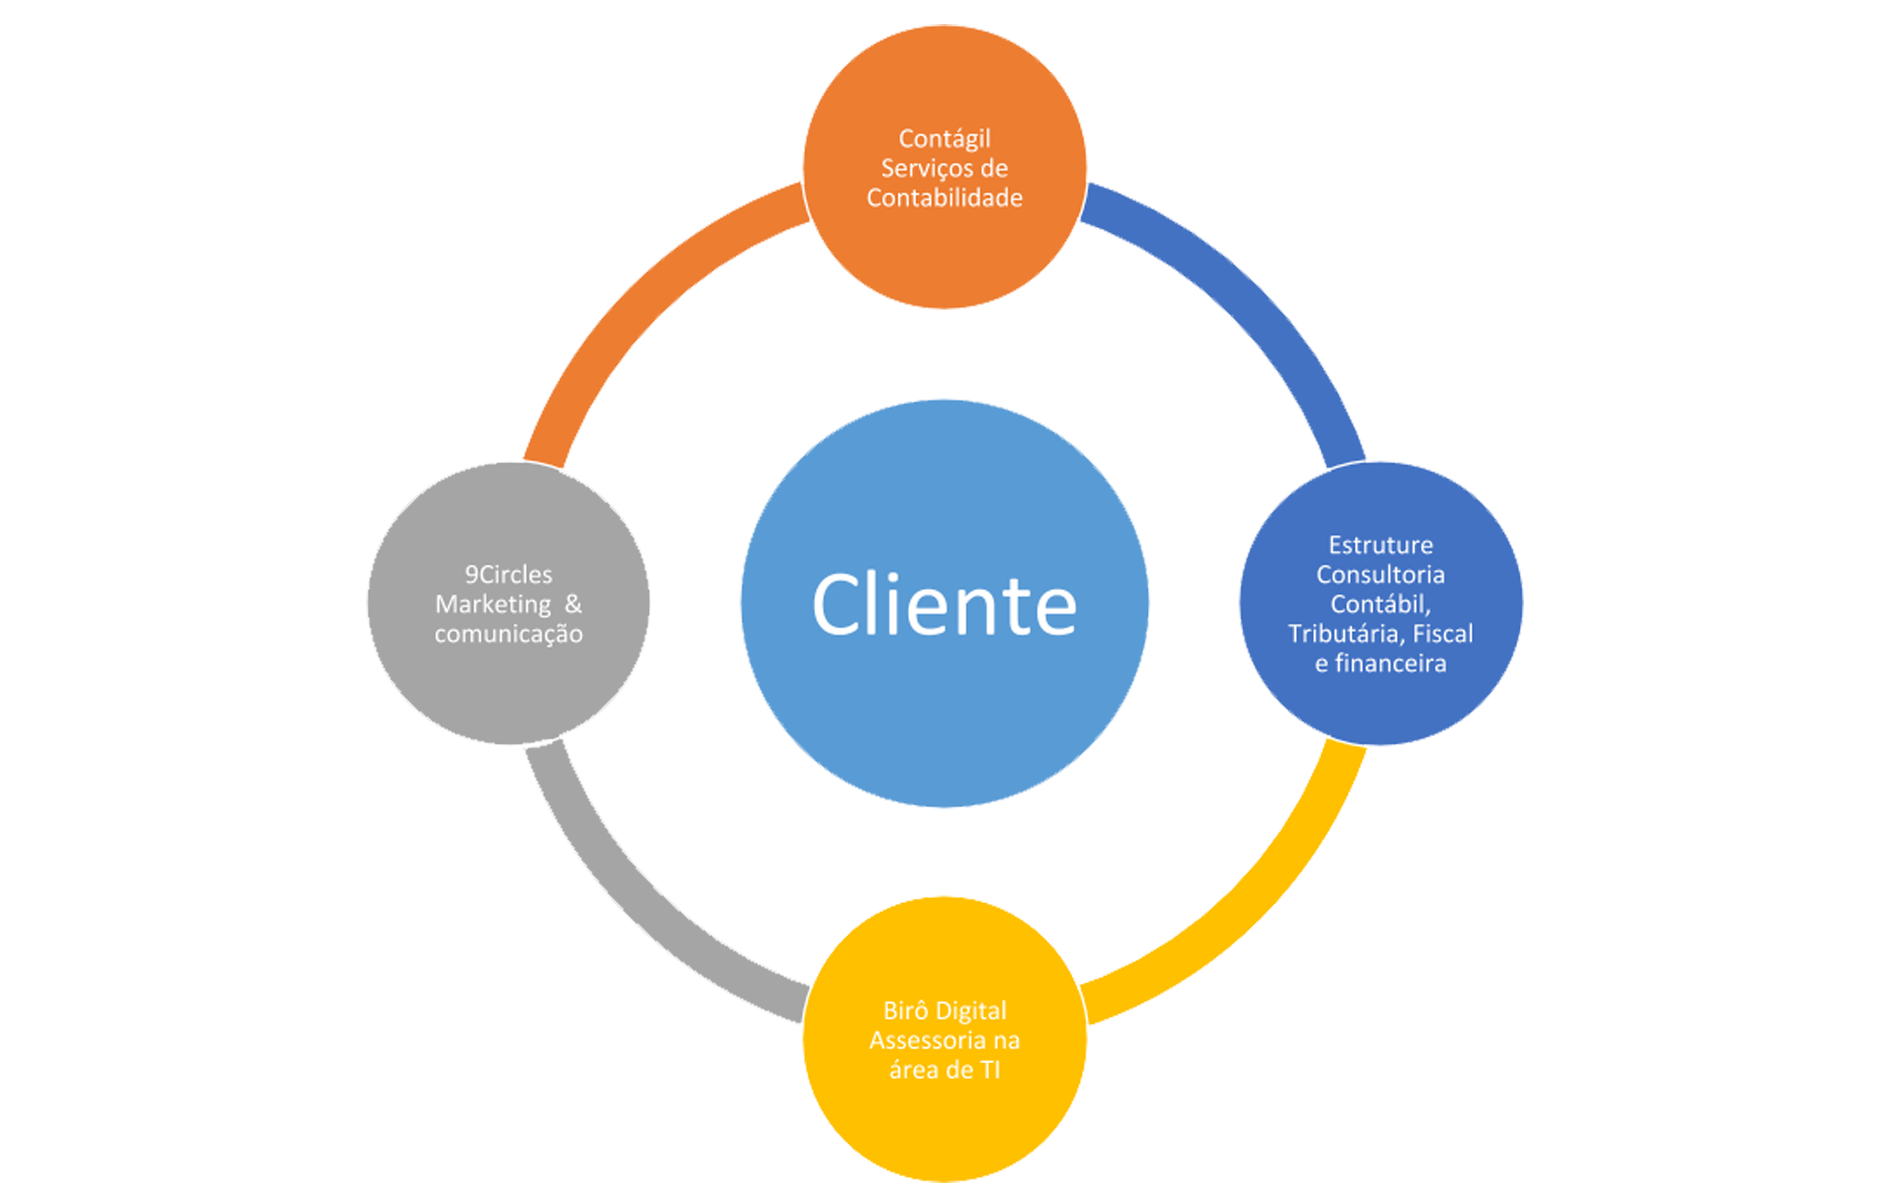 Contágil
Serviços de
Contabilidade
9Circles
Marketing  &
comunicação
Cliente
Estruture
Consultoria
Contábil,
Tributária, Fiscal
e financeira
Birô Digital
Assessoria na
área de TI